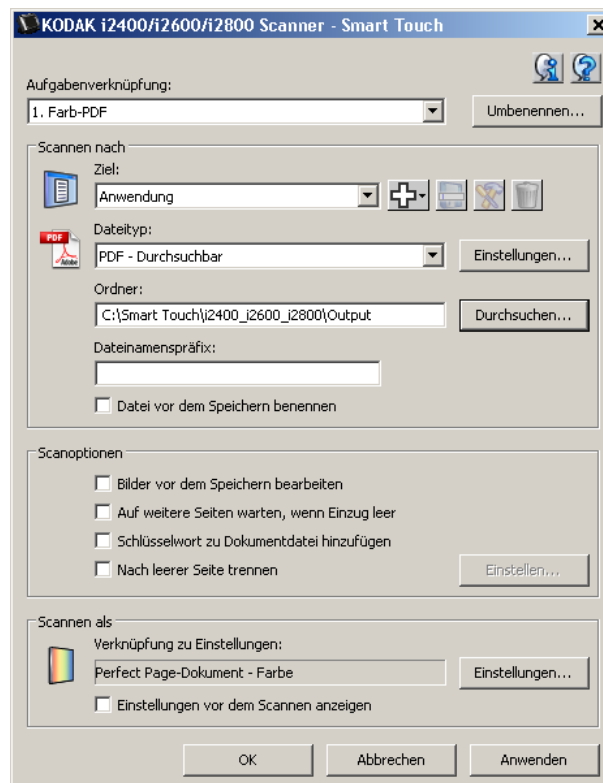 KODAK i2400/i2600/i2800 Scanner - Smart Touch
Aufgabenverknüpfung:
1. Farb-PDF
Umbenennen...
Scannen nach
Ziel:
Anwendung
Dateityp:
PDF
Adobe
PDF - Durchsuchbar
Einstellungen...
Ordner:
C:\Smart Touch\i2400_i2600_i2800\Output
Durchsuchen...
Dateinamenspräfix:
Datei vor dem Speichern benennen
Scanoptionen
Bilder vor dem Speichern bearbeiten
Auf weitere Seiten warten, wenn Einzug leer
Schlüsselwort zu Dokumentdatei hinzufügen
Nach leerer Seite trennen
Einstellen...
Scannen als
Verknüpfung zu Einstellungen:
Perfect Page-Dokument - Farbe
Einstellungen...
Einstellungen vor dem Scannen anzeigen
OK
Abbrechen
Anwenden